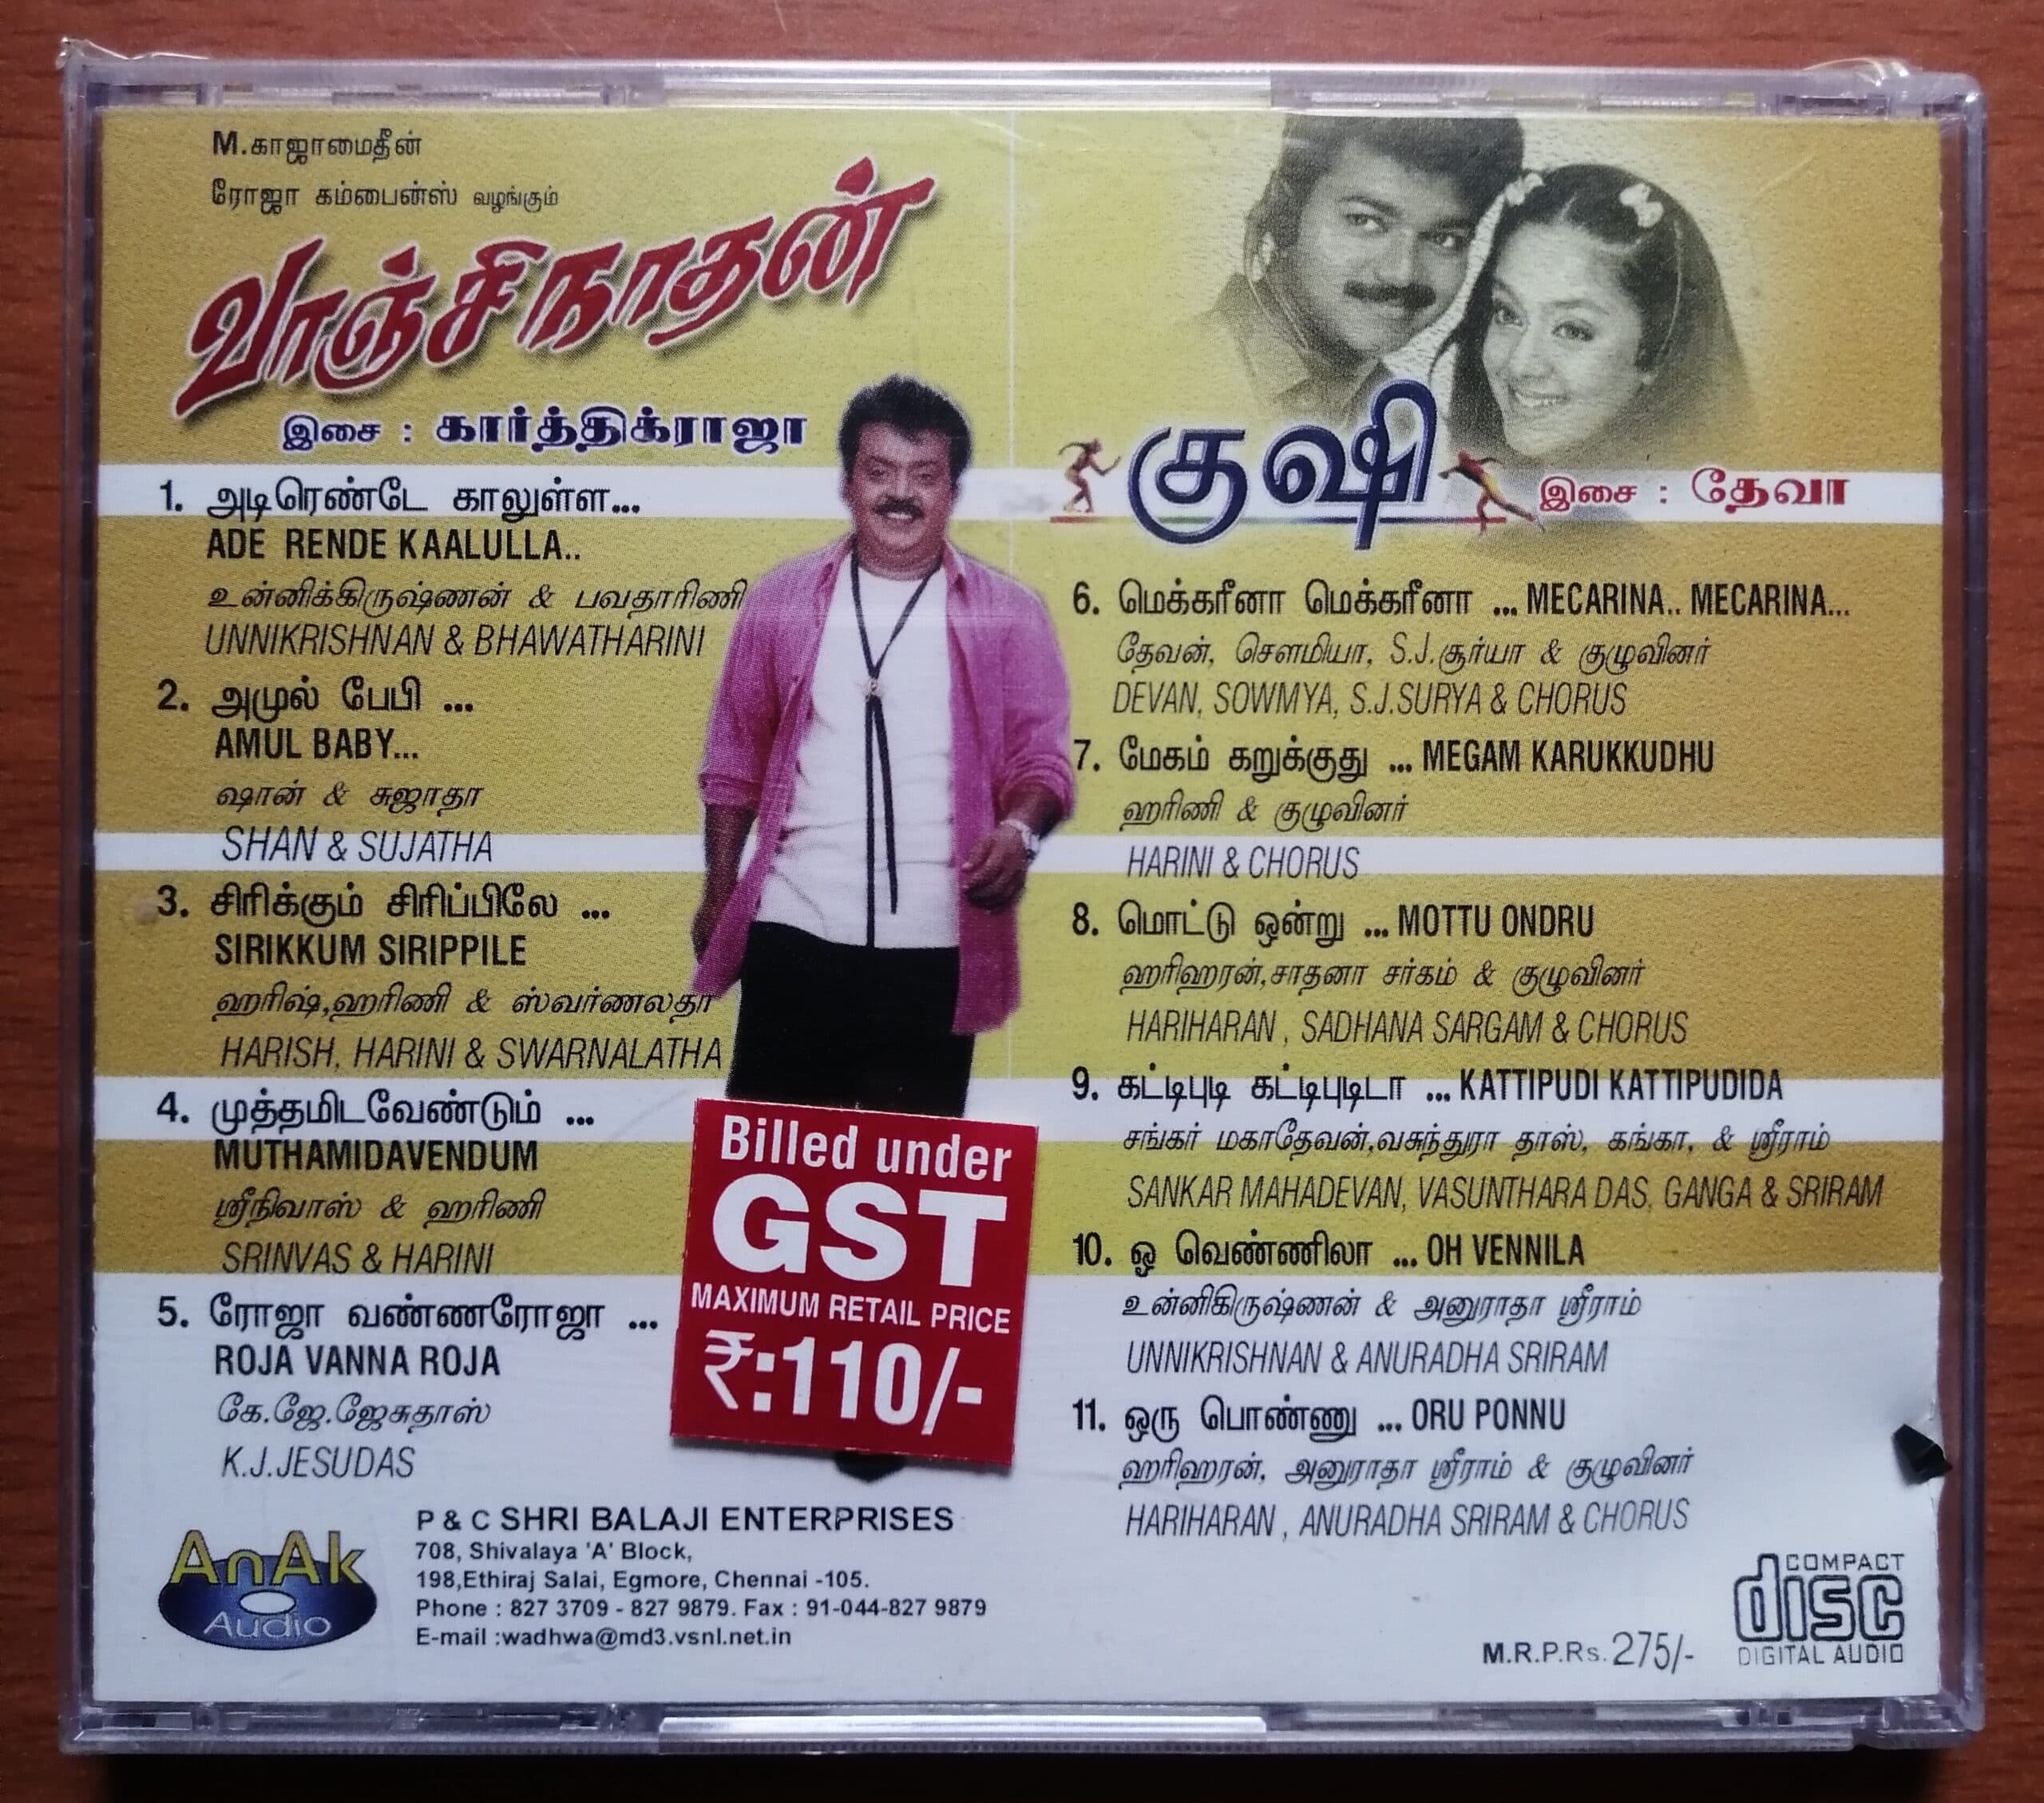 M.காஜாமைதீன்
ரோஜா கம்பைன்ஸ் வழங்கும்
வாஞ்சிநாதன்
இசை : கார்த்திக்ராஜா
1. அடிரெண்டே காலுள்ள...
ADE RENDE KAALULLA..
உன்னிக்கிருஷ்ணன் & பவதாரிணி
UNNIKRISHNAN & BHAWATHARINI
2. அமுல் பேபி ...
AMUL BABY...
ஷான் & சுஜாதா
SHAN & SUJATHA
3. சிரிக்கும் சிரிப்பிலே ...
SIRIKKUM SIRIPPILE
ஹரிஷ்,ஹரிணி & ஸ்வர்ணலதா
HARISH, HARINI & SWARNALATHA
4. முத்தமிடவேண்டும் ...
MUTHAMIDAVENDUM
ஸ்ரீநிவாஸ் & ஹரிணி
SRINVAS & HARINI
5. ரோஜா வண்ணரோஜா ...
ROJA VANNA ROJA
கே.ஜே.ஜேசுதாஸ்
K.J.JESUDAS
Billed under
GST
MAXIMUM RETAIL PRICE
₹:110/-
குஷி
இசை : தேவா
6. மெக்கரீனா மெக்கரீனா ... MECARINA.. MECARINA...
தேவன், சௌமியா, S.J.சூர்யா & குழுவினர்
DEVAN, SOWMYA, S.J.SURYA & CHORUS
7. மேகம் கறுக்குது ... MEGAM KARUKKUDHU
ஹரிணி & குழுவினர்
HARINI & CHORUS
8. மொட்டு ஒன்று ... MOTTU ONDRU
ஹரிஹரன்,சாதனா சர்கம் & குழுவினர்
HARIHARAN , SADHANA SARGAM & CHORUS
9. கட்டிபுடி கட்டிபுடிடா ... KATTIPUDI KATTIPUDIDA
சங்கர் மகாதேவன்,வசுந்துரா தாஸ், கங்கா, & ஸ்ரீராம்
SANKAR MAHADEVAN, VASUNTHARA DAS, GANGA & SRIRAM
10. ஓ வெண்ணிலா ... OH VENNILA
உன்னிகிருஷ்ணன் & அனுராதா ஸ்ரீராம்
UNNIKRISHNAN & ANURADHA SRIRAM
11. ஒரு பொண்ணு ... ORU PONNU
ஹரிஹரன், அனுராதா ஸ்ரீராம் & குழுவினர்
HARIHARAN , ANURADHA SRIRAM & CHORUS
AnAk
Audio
P & C SHRI BALAJI ENTERPRISES
708, Shivalaya 'A' Block,
198,Ethiraj Salai, Egmore, Chennai -105.
Phone : 827 3709 - 827 9879. Fax : 91-044-827 9879
E-mail :wadhwa@md3.vsnl.net.in
M.R.P.Rs. 275/-
COMPACT
disc
DIGITAL AUDIO